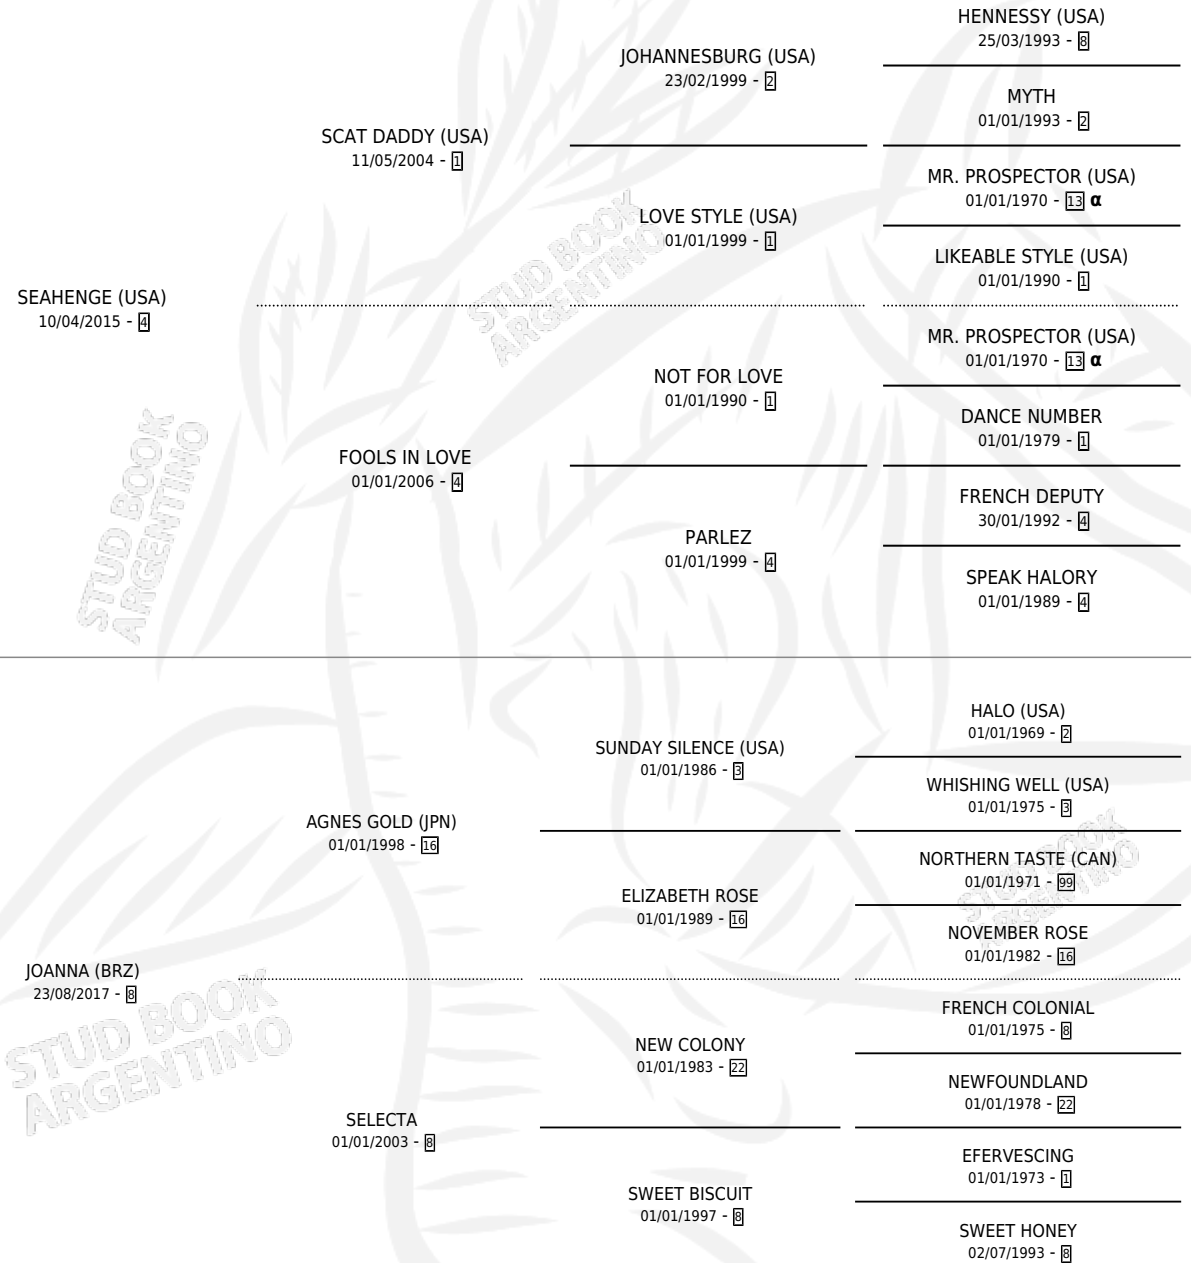 HENNESSY (USA)
25/03/1993 - 8
JOHANNESBURG (USA)
23/02/1999 - 2
MYTH
01/01/1993 - 2
SCAT DADDY (USA)
11/05/2004 - 1
MR. PROSPECTOR (USA)
01/01/1970 - 13 α
LOVE STYLE (USA)
01/01/1999 - 1
LIKEABLE STYLE (USA)
01/01/1990 - 1
SEAHENGE (USA)
10/04/2015 - 4
MR. PROSPECTOR (USA)
01/01/1970 - 13 α
NOT FOR LOVE
01/01/1990 - 1
DANCE NUMBER
01/01/1979 - 1
FOOLS IN LOVE
01/01/2006 - 4
FRENCH DEPUTY
30/01/1992 - 4
PARLEZ
01/01/1999 - 4
SPEAK HALORY
01/01/1989 - 4
HALO (USA)
01/01/1969 - 2
SUNDAY SILENCE (USA)
01/01/1986 - 3
WHISHING WELL (USA)
01/01/1975 - 3
AGNES GOLD (JPN)
01/01/1998 - 16
NORTHERN TASTE (CAN)
01/01/1971 - 99
ELIZABETH ROSE
01/01/1989 - 16
NOVEMBER ROSE
01/01/1982 - 16
JOANNA (BRZ)
23/08/2017 - 8
FRENCH COLONIAL
01/01/1975 - 8
NEW COLONY
01/01/1983 - 22
NEWFOUNDLAND
01/01/1978 - 22
SELECTA
01/01/2003 - 8
EFERVESCING
01/01/1973 - 1
SWEET BISCUIT
01/01/1997 - 8
SWEET HONEY
02/07/1993 - 8
STUD BOOK
ARGENTINO
STUD BOOK
ARGENTINO
STUD BOOK
ARGENTINO
STUD BOOK
ARGENTINO